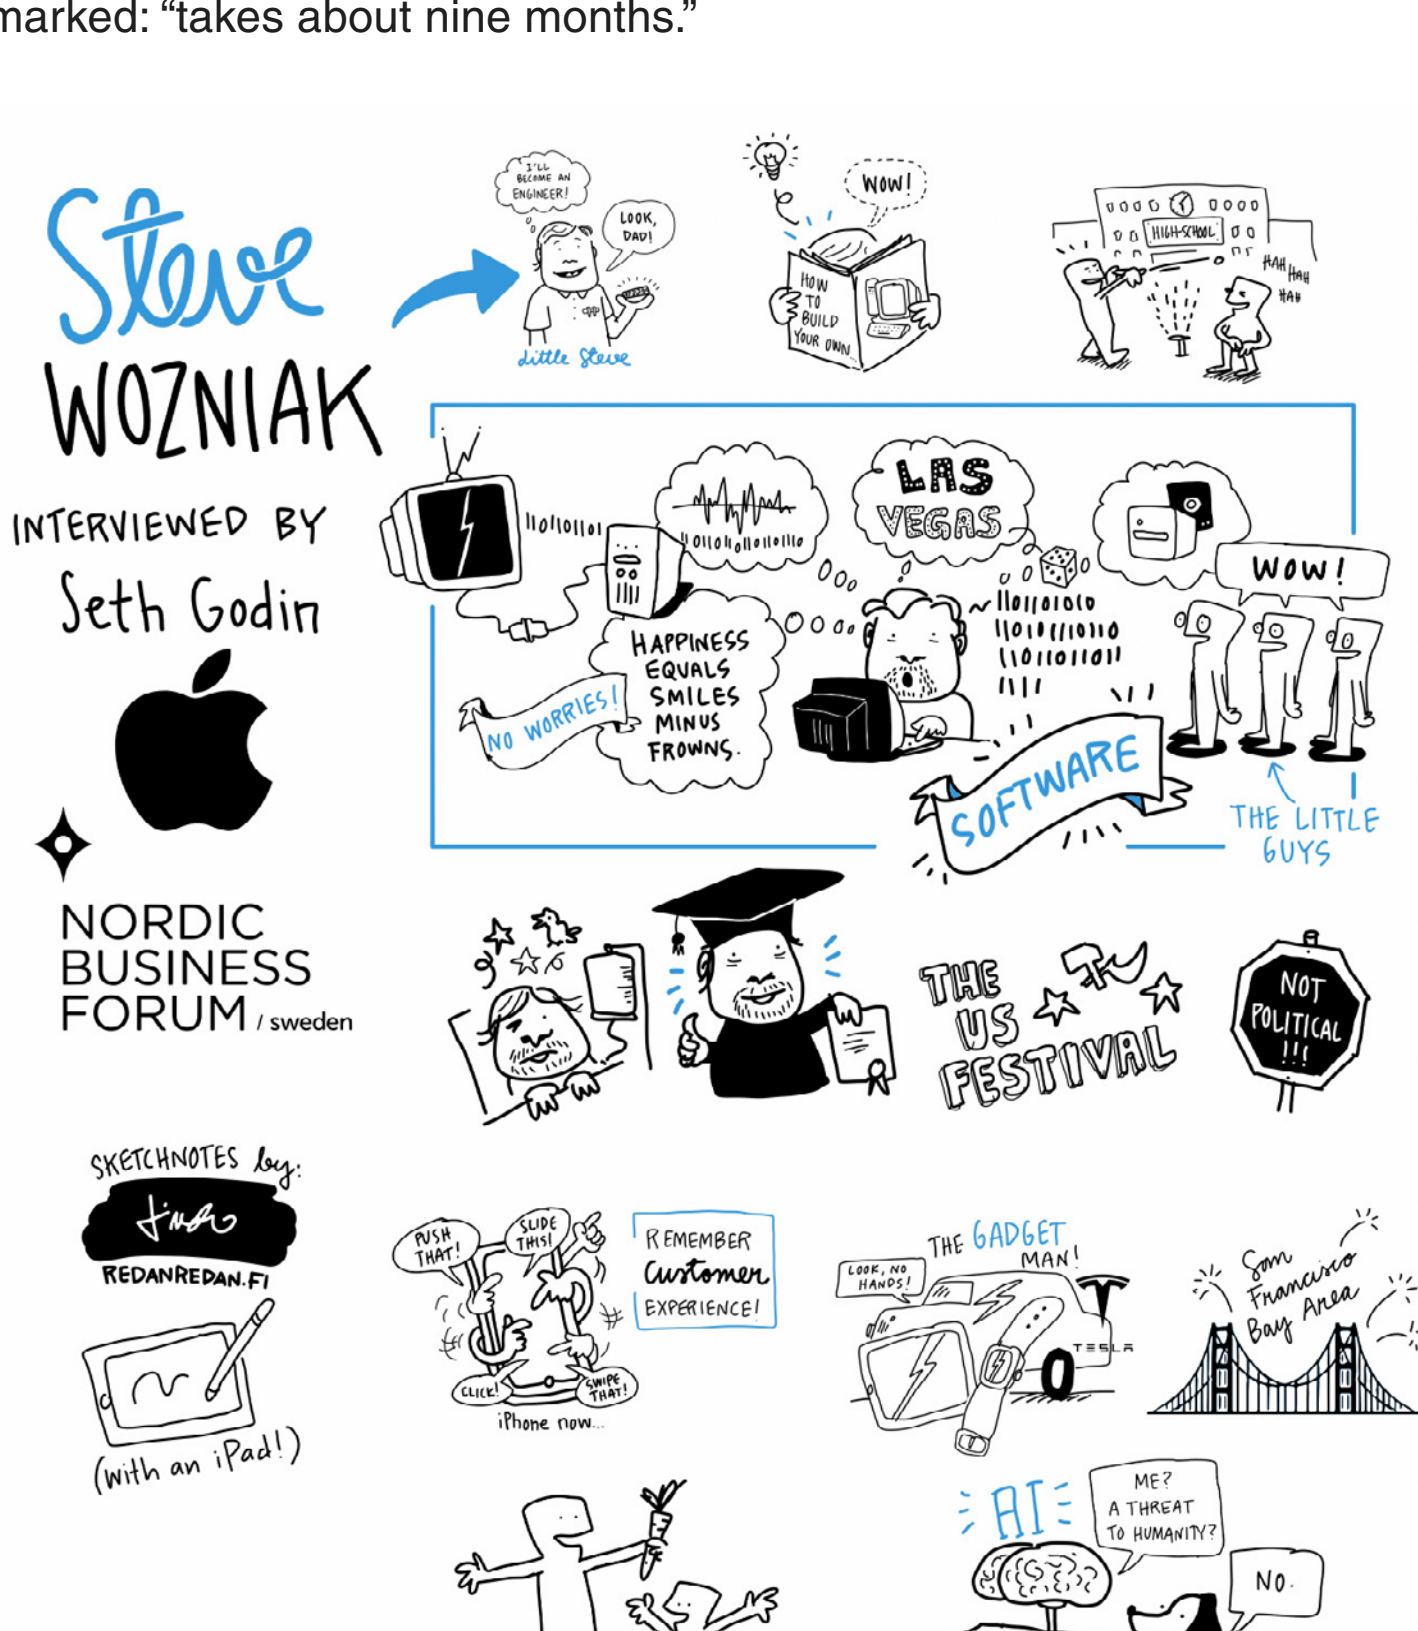 marked: “takes about nine months.”
Steve
WOZNIAK
INTERVIEWED BY
Seth Godin
NORDIC
BUSINESS
FORUM / sweden
SKETCHNOTES by:
REDANREDAN.FI
(with an iPad!)
I'LL
BECOME AN
ENGINEER!
LOOK,
DAD!
Little Steve
WOW!
HOW
TO
BUILD
YOUR OWN...
HIGH-SCHOOL
HAH
HAH
HAH
LAS
VEGAS
WOW!
HAPPINESS
EQUALS
SMILES
MINUS
FROWNS.
NO WORRIES!
SOFTWARE
THE LITTLE
GUYS
THE
US
FESTIVAL
NOT
POLITICAL
!!!
PUSH
THAT!
SLIDE
THIS!
CLICK!
SWIPE
THAT!
iPhone now...
REMEMBER
Customer
EXPERIENCE!
THE GADGET
MAN!
LOOK, NO
HANDS!
TESLA
San
Francisco
Bay Area
AI
ME?
A THREAT
TO HUMANITY?
NO.